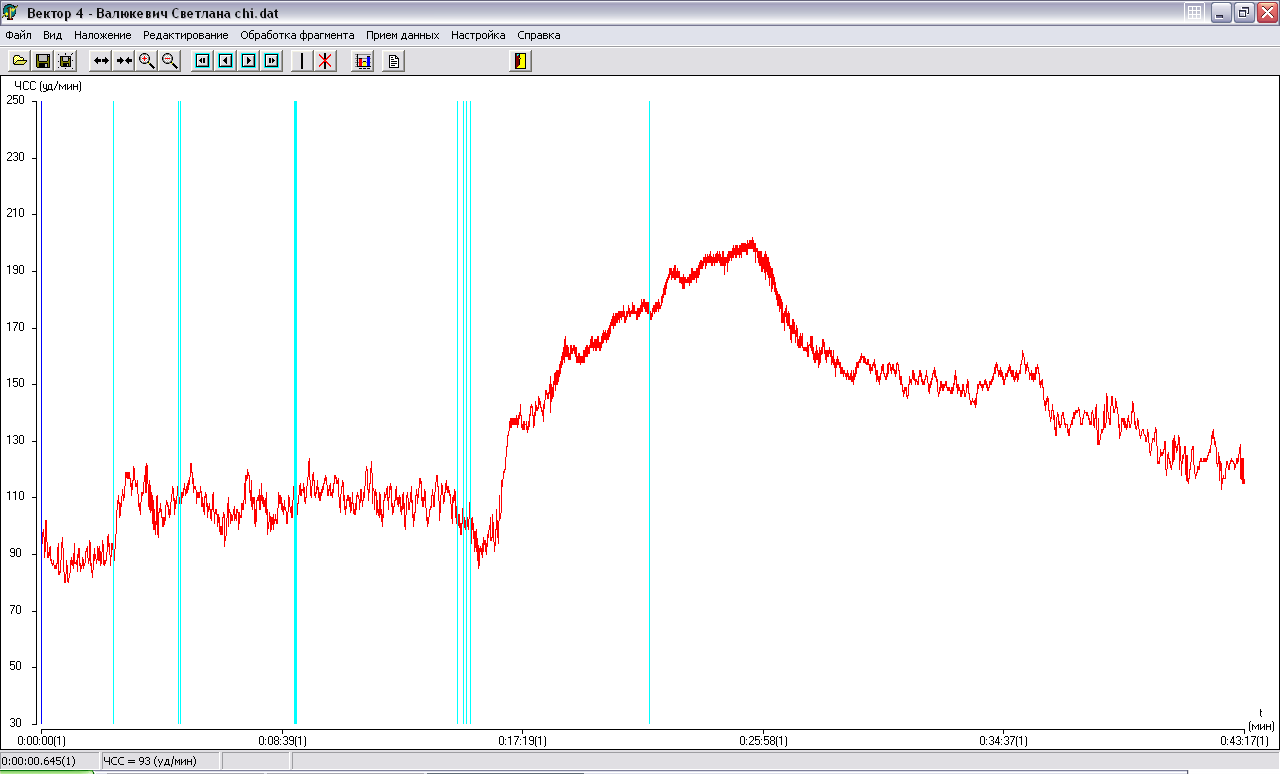 Вектор 4 - Валюкевич Светлана chi.dat
Файл Вид Наложение Редактирование Обработка фрагмента Прием данных Настройка Справка
ЧСС (уд/мин)
250
230
210
190
170
150
130
110
90
70
50
30
t
(мин)
0:00:00(1) 0:08:39(1) 0:17:19(1) 0:25:58(1) 0:34:37(1) 0:43:17(1)
0:00:00.645(1) ЧСС = 93 (уд/мин)